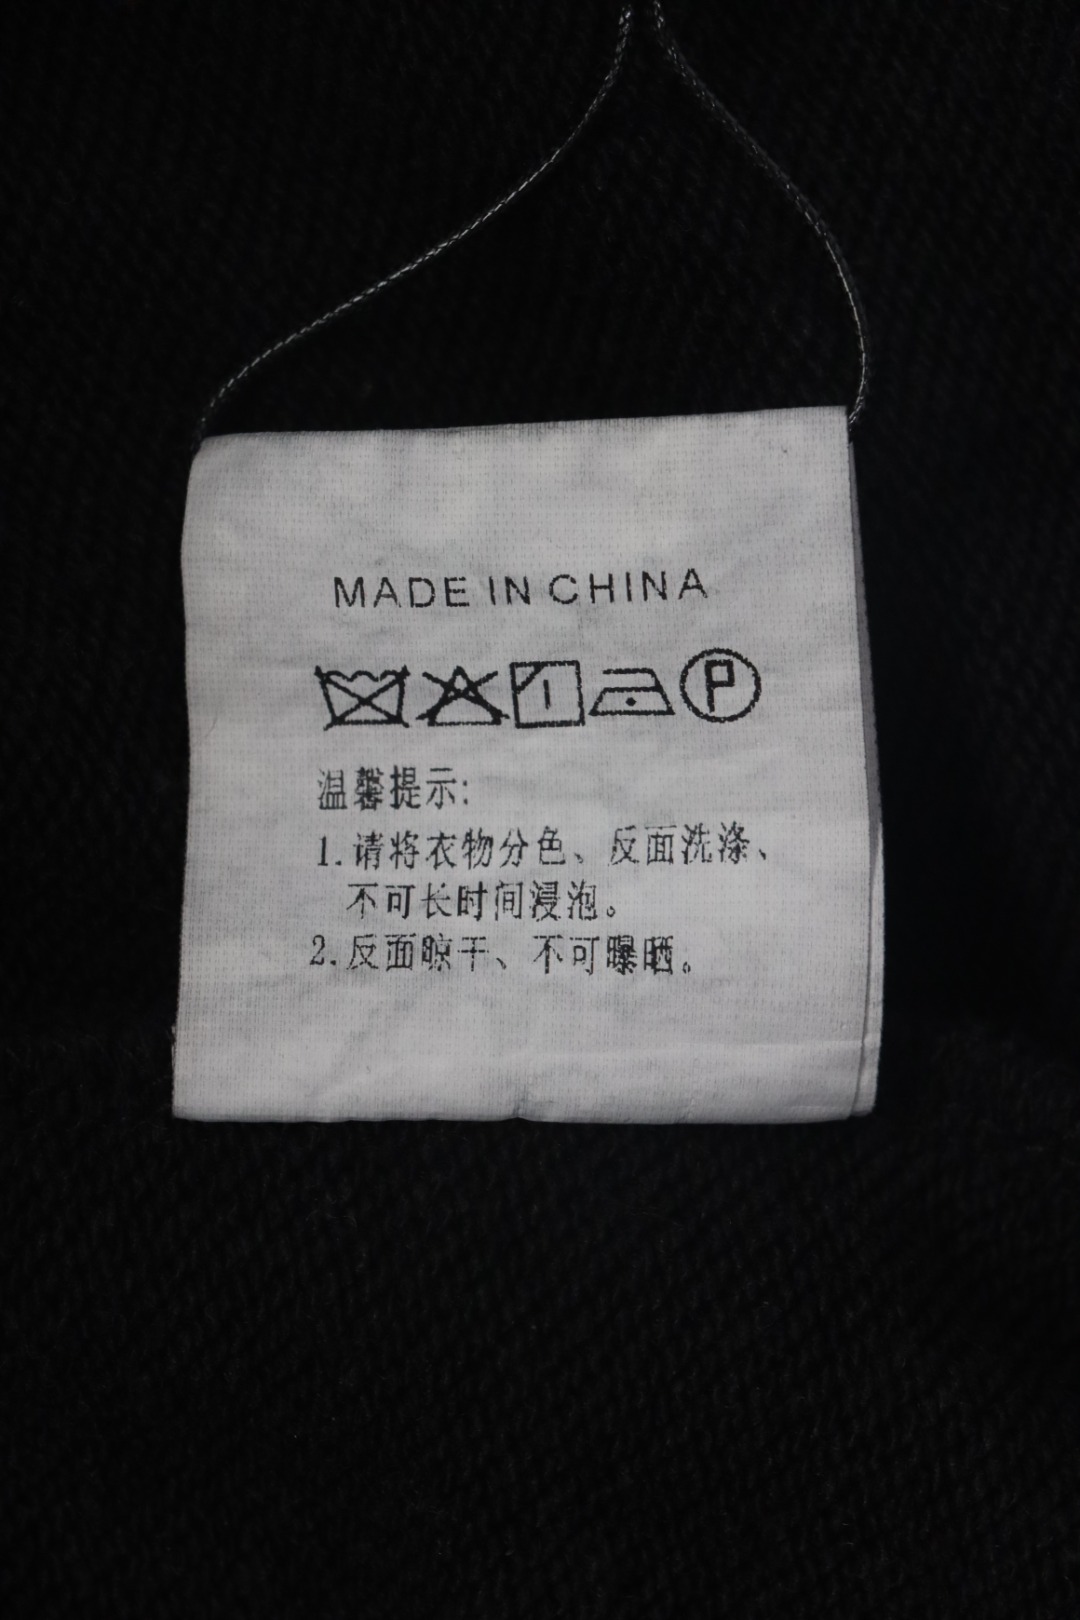 MADE IN CHINA
P
温馨提示:
1.请将衣物分色、反面洗涤、
不可长时间浸泡。
2.反面晾干、不可曝晒。